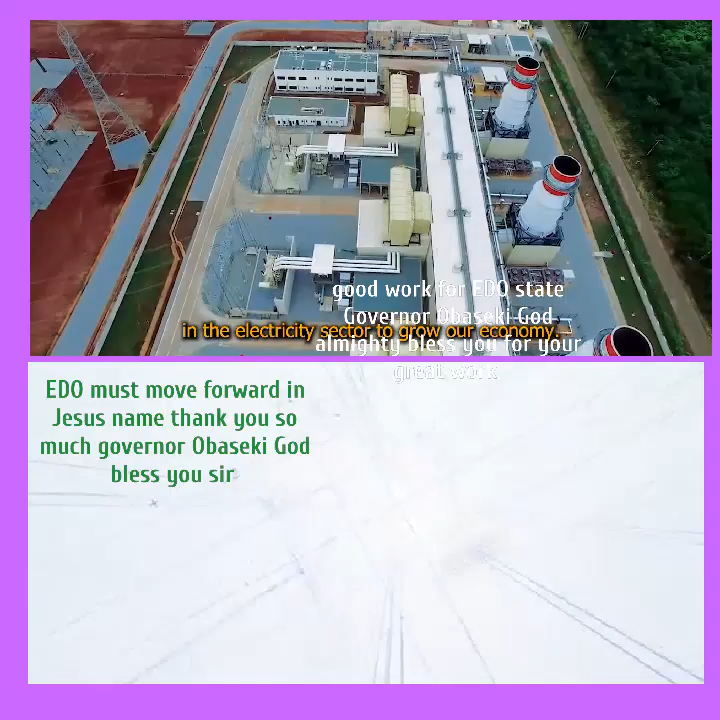 good work for EDO state
Governor Obaseki God
in the electricity sector to grow our economy...
almighty bless you for your
great work
EDO must move forward in
Jesus name thank you so
much governor Obaseki God
bless you sir